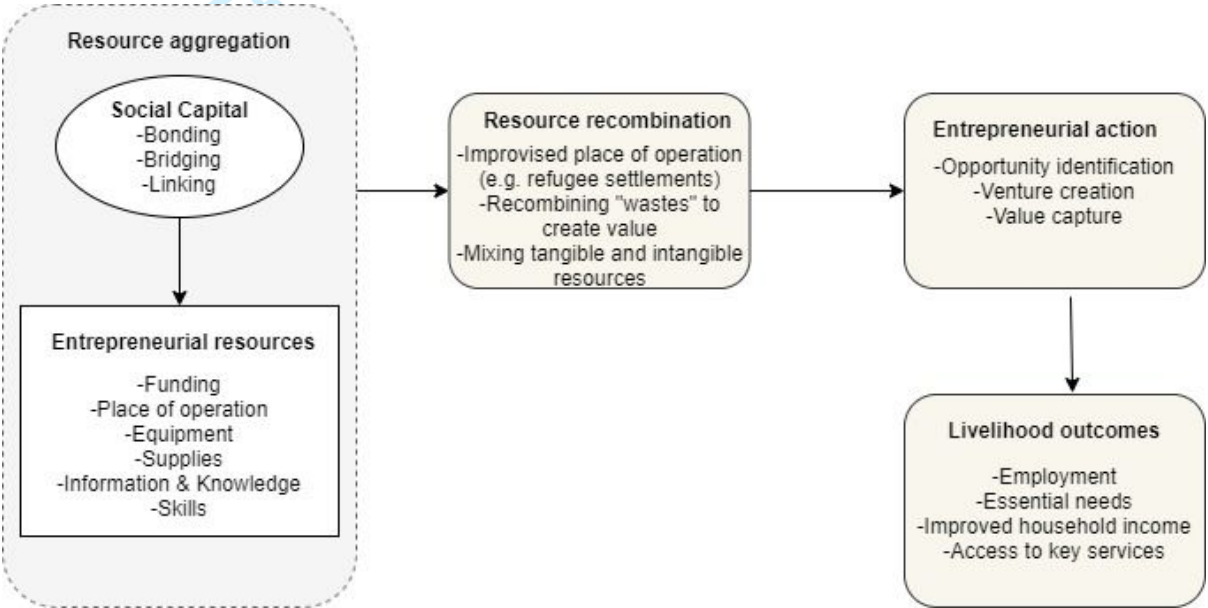 Resource aggregation
Social Capital
-Bonding
-Bridging
-Linking
Entrepreneurial resources
-Funding
-Place of operation
-Equipment
-Supplies
-Information & Knowledge
-Skills
Resource recombination
-Improvised place of operation
(e.g. refugee settlements)
-Recombining "wastes" to
create value
-Mixing tangible and intangible
resources
Entrepreneurial action
-Opportunity identification
-Venture creation
-Value capture
Livelihood outcomes
-Employment
-Essential needs
-Improved household income
-Access to key services